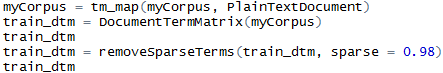 myCorpus = tm_map(myCorpus, PlainTextDocument)
train_dtm = DocumentTermMatrix(myCorpus)
train_dtm
train_dtm = removeSparseTerms(train_dtm, sparse = 0.98)
train_dtm